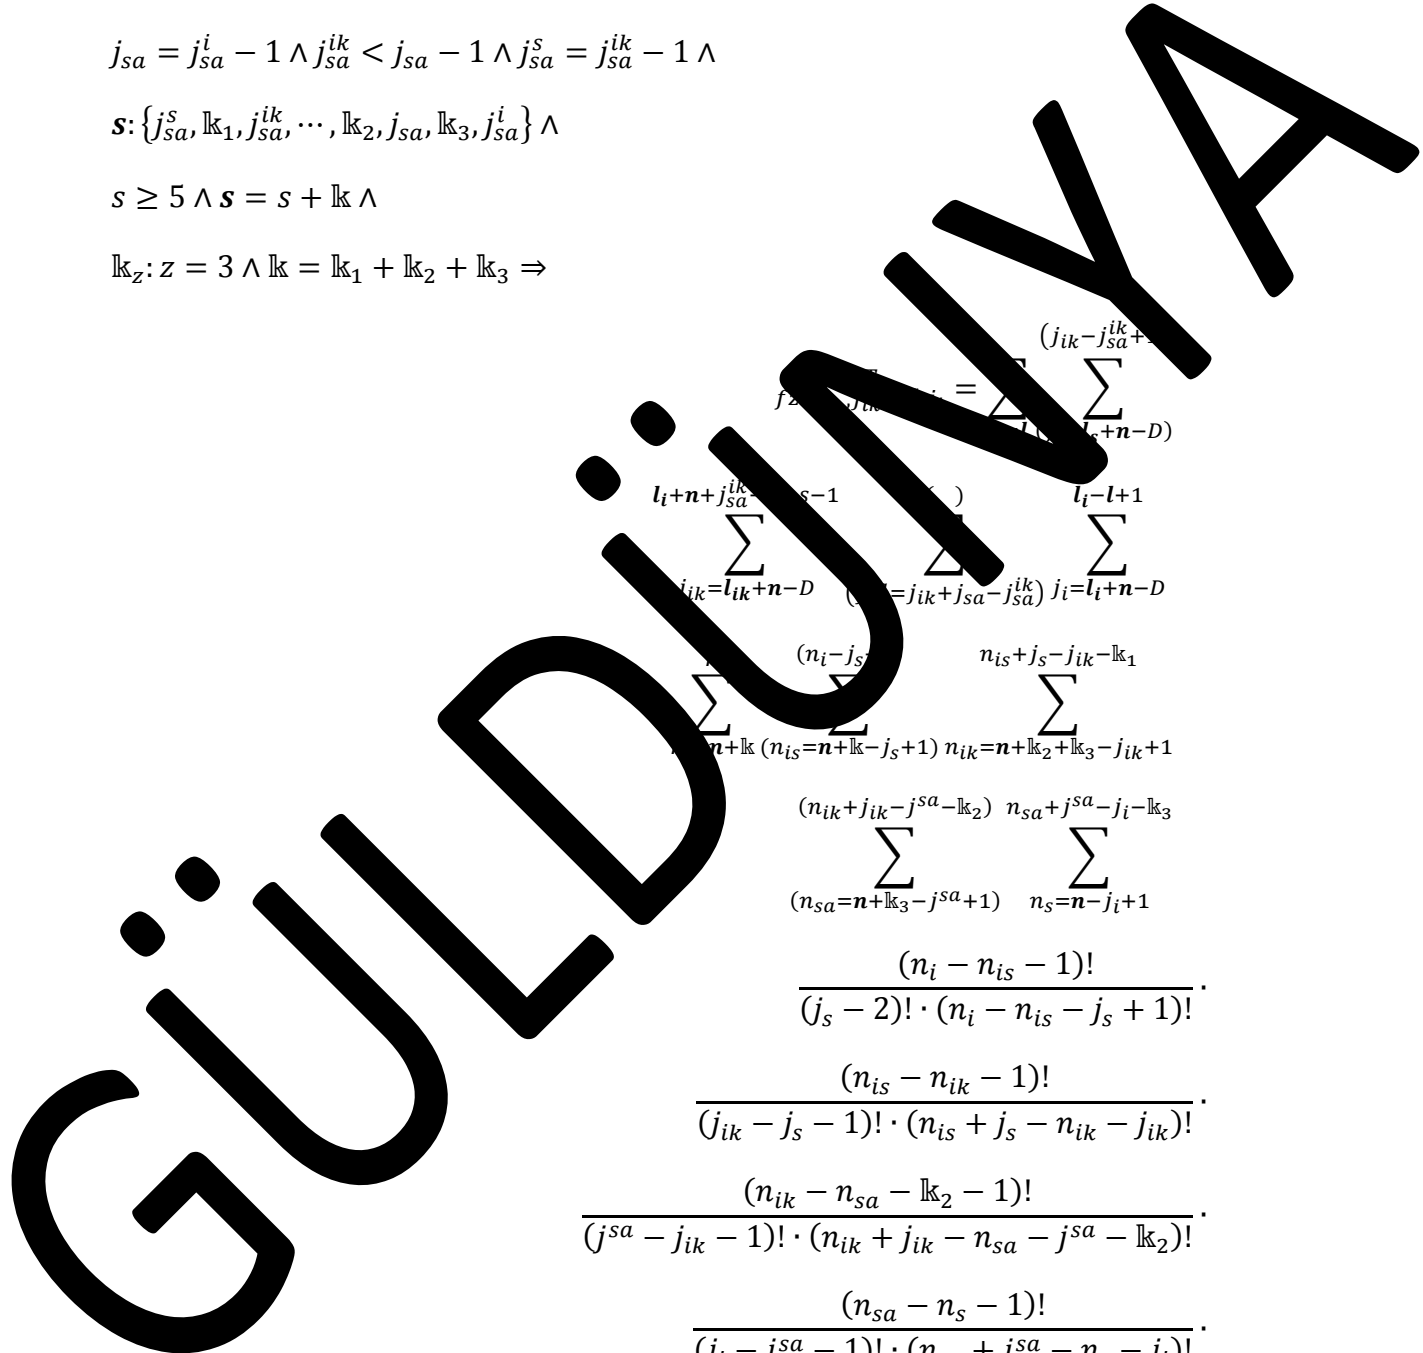 j_{sa} = j_{sa}^{i} − 1 ∧ j_{sa}^{ik} < j_{sa} − 1 ∧ j_{sa}^{s} = j_{sa}^{ik} − 1 ∧
s: {j_{sa}^{s}, 𝕜_1, j_{sa}^{ik}, ⋯, 𝕜_2, j_{sa}, 𝕜_3, j_{sa}^{i}} ∧
s ≥ 5 ∧ s = s + 𝕜 ∧
𝕜_z: z = 3 ∧ 𝕜 = 𝕜_1 + 𝕜_2 + 𝕜_3 ⇒
(j_{ik}−j_{sa}^{ik}+
= ∑ ∑
+n−D)
l_i+n+j_{sa}^{ik} s−1 ( ) l_i−l+1
∑ ∑ ∑
j_{ik}=l_{ik}+n−D =j_{ik}+j_{sa}−j_{sa}^{ik}) j_i=l_i+n−D
(n_i−j_s n_{is}+j_s−j_{ik}−𝕜_1
∑ ∑ ∑
n+𝕜 (n_{is}=n+𝕜−j_s+1) n_{ik}=n+𝕜_2+𝕜_3−j_{ik}+1
(n_{ik}+j_{ik}−j^{sa}−𝕜_2) n_{sa}+j^{sa}−j_i−𝕜_3
∑ ∑
(n_{sa}=n+𝕜_3−j^{sa}+1) n_s=n−j_i+1
(n_i − n_{is} − 1)!
(j_s − 2)! · (n_i − n_{is} − j_s + 1)! ·
(n_{is} − n_{ik} − 1)!
(j_{ik} − j_s − 1)! · (n_{is} + j_s − n_{ik} − j_{ik})! ·
(n_{ik} − n_{sa} − 𝕜_2 − 1)!
(j^{sa} − j_{ik} − 1)! · (n_{ik} + j_{ik} − n_{sa} − j^{sa} − 𝕜_2)! ·
(n_{sa} − n_s − 1)!
− j^{sa} − 1)! · (n + j^{sa} − n − j )! ·
GÜLDÜNYA